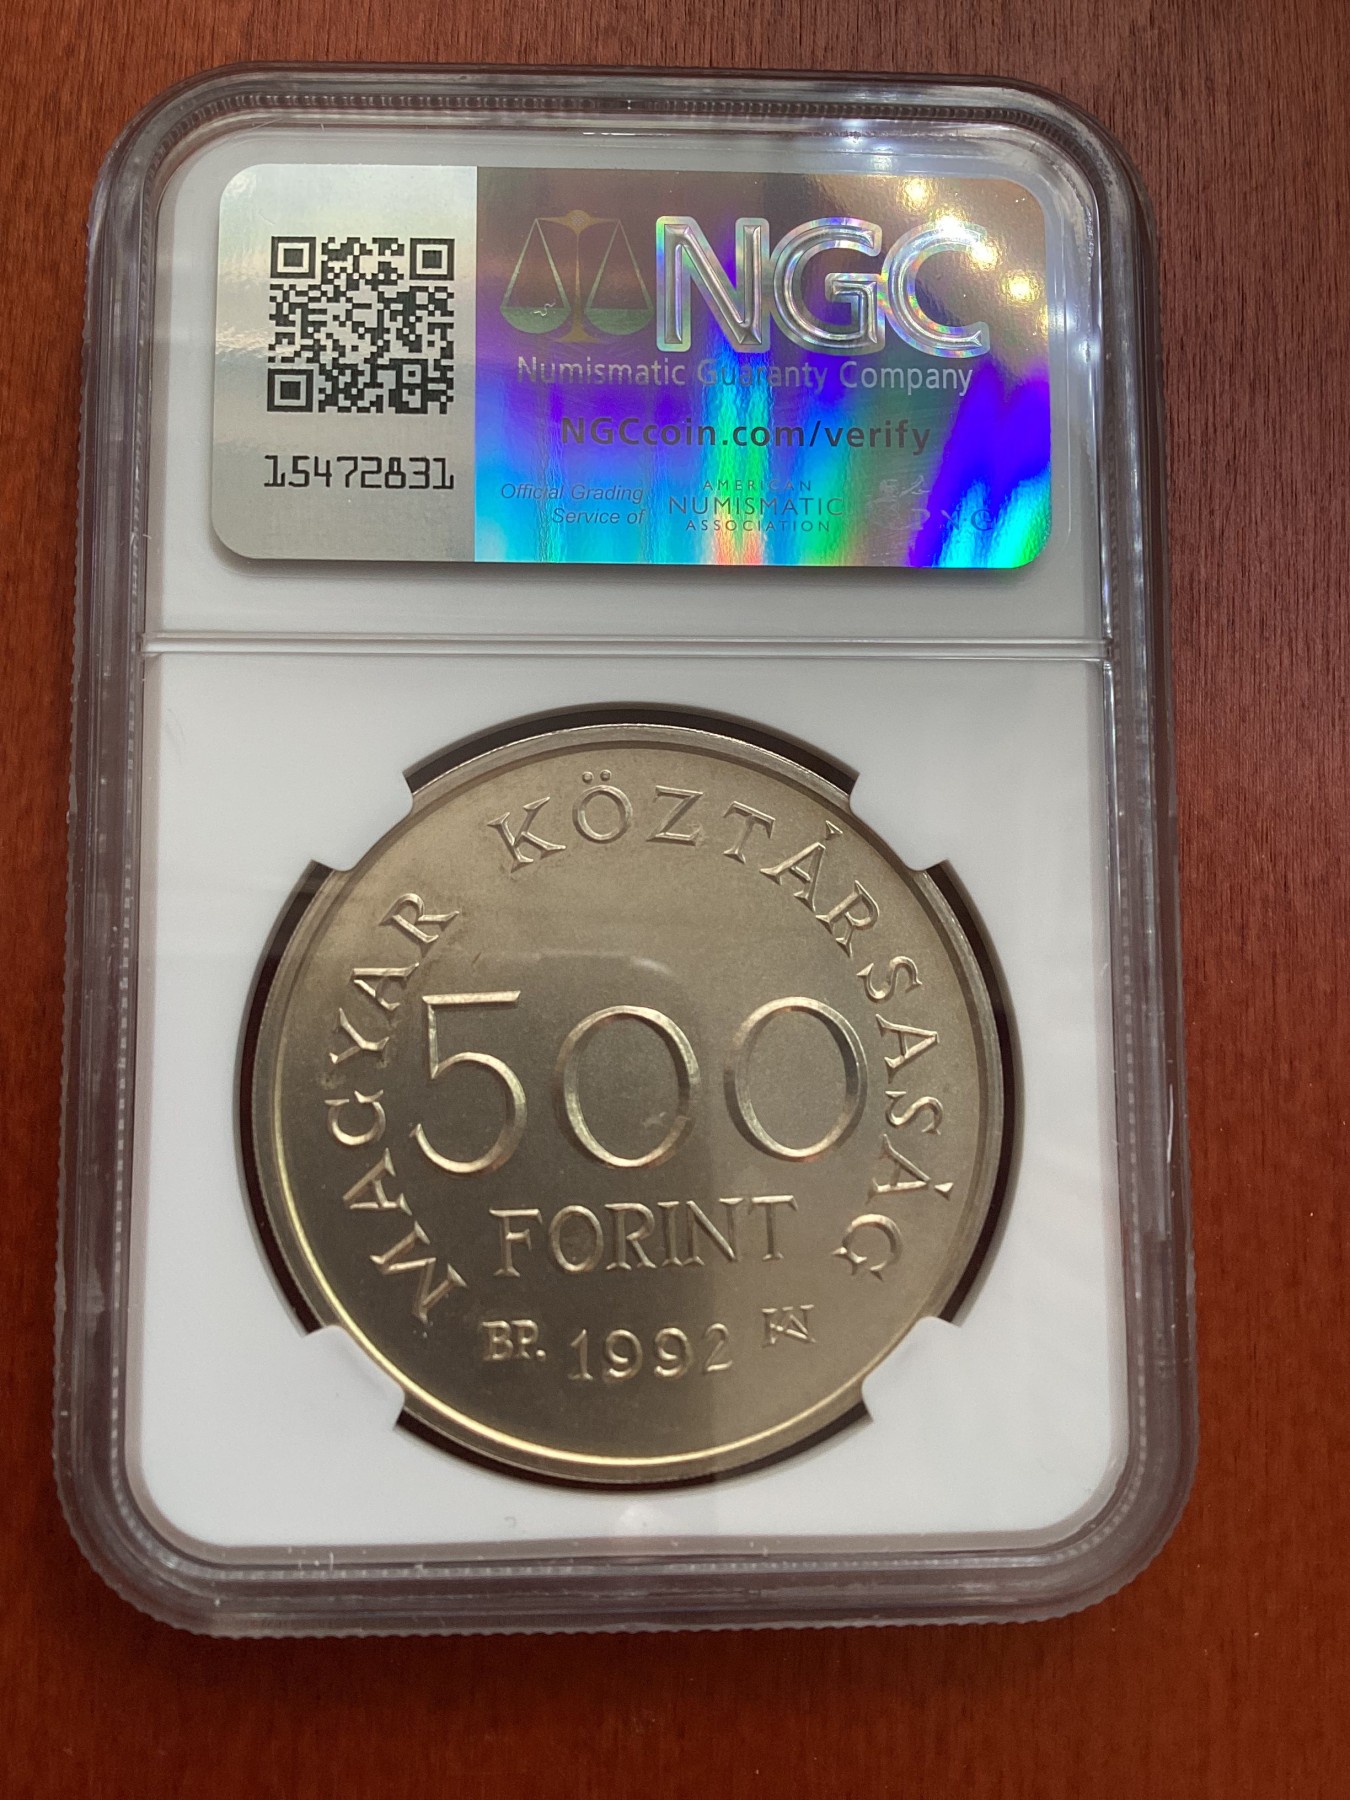 NGC
Numismatic Guaranty Company
NGCcoin.com/verify
15472831
Official Grading
Service of
AMERICAN
NUMISMATIC
ASSOCIATION
MAGYAR KÖZTÁRSASÁG
500
FORINT
BP. 1992